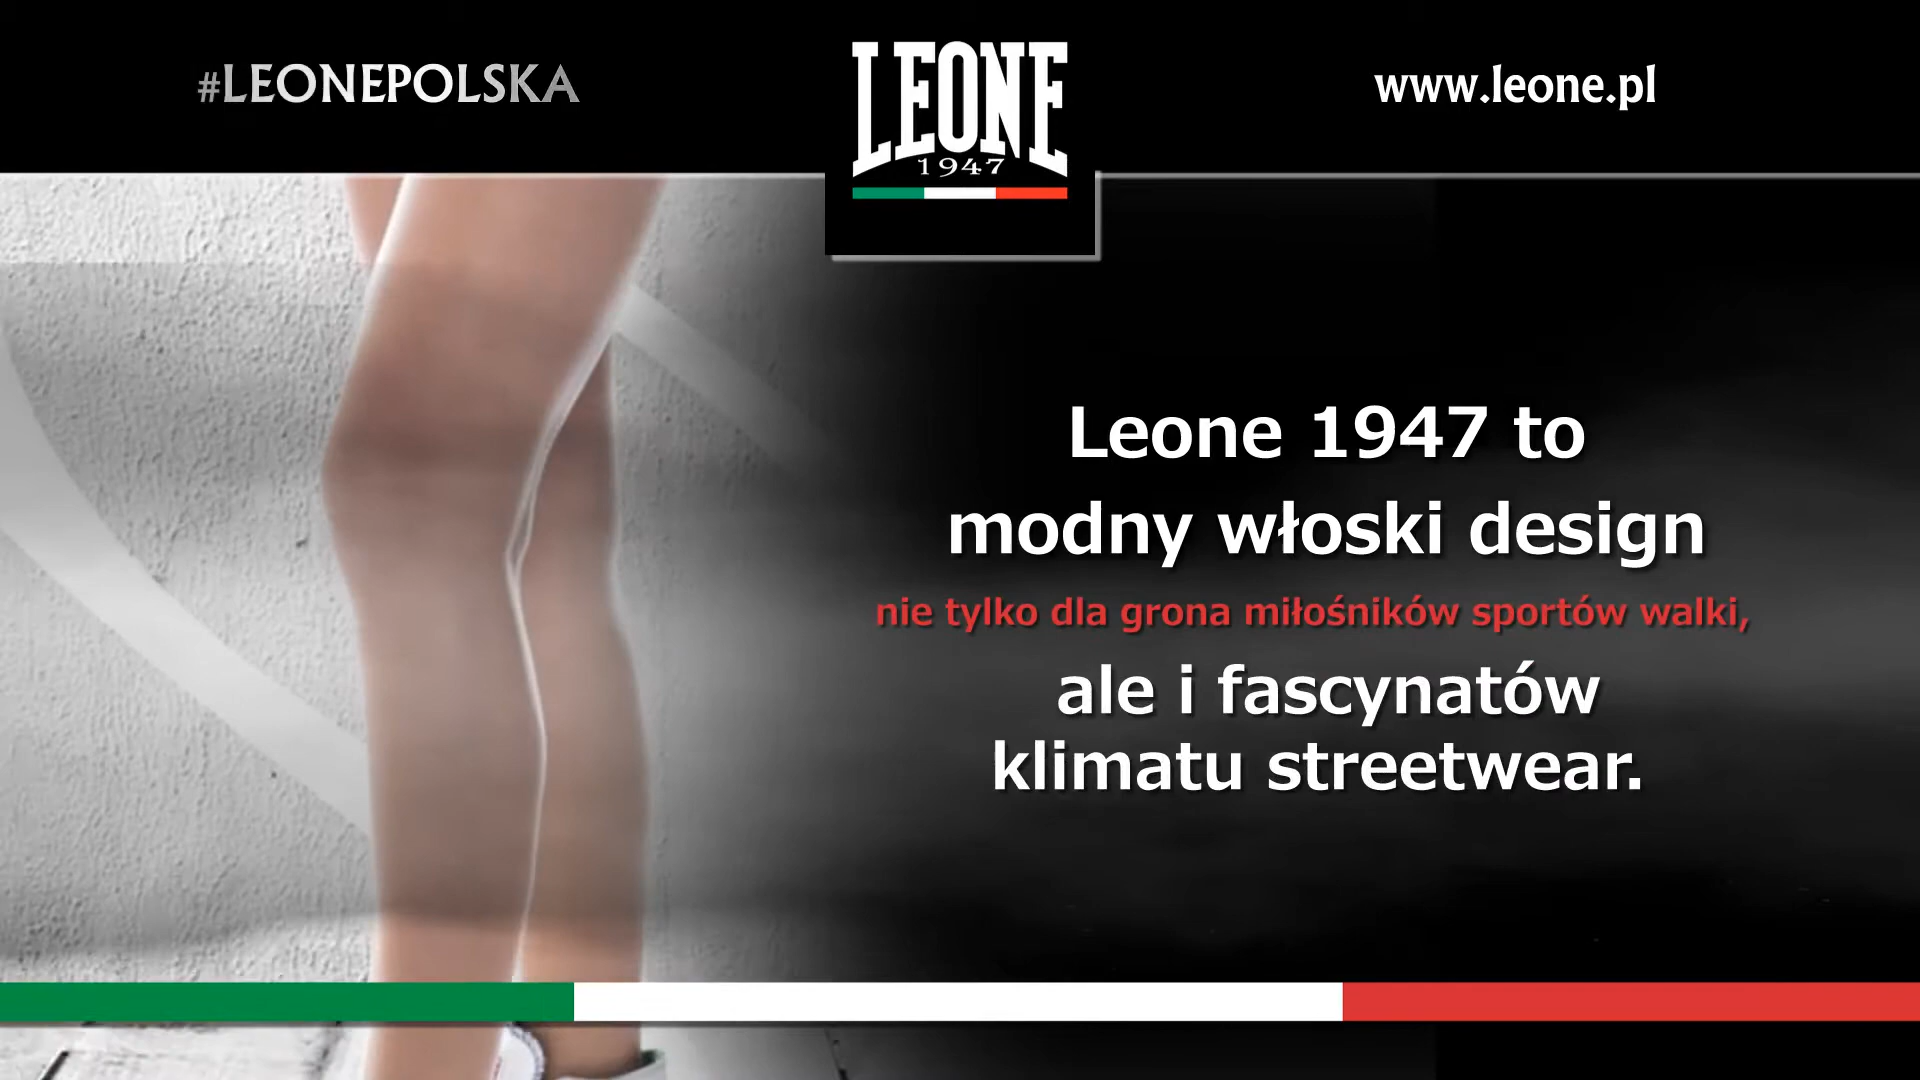 #LEONEPOLSKA
LEONE
1947
www.leone.pl
Leone 1947 to
modny włoski design
nie tylko dla grona miłośników sportów walki,
ale i fascynatów
klimatu streetwear.